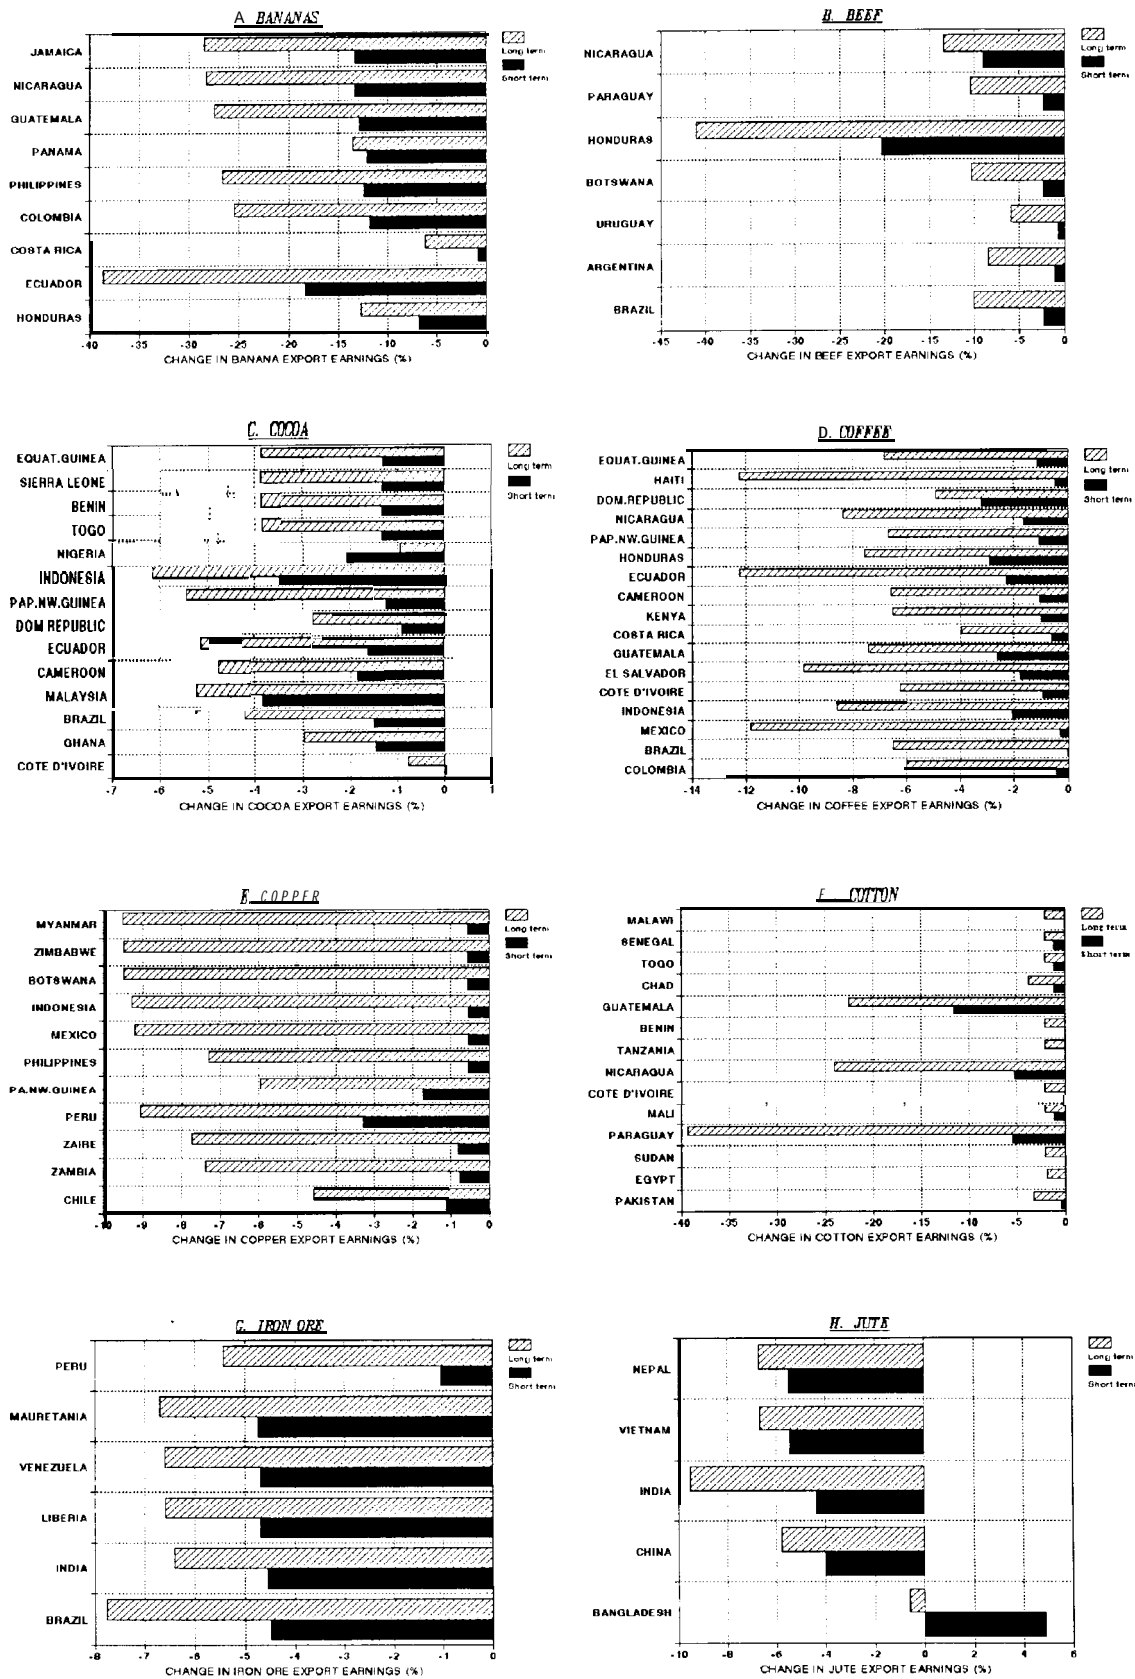 A BANANAS
Long term
Short term
JAMAICA
NICARAGUA
GUATEMALA
PANAMA
PHILIPPINES
COLOMBIA
COSTA RICA
ECUADOR
HONDURAS
-40 -35 -30 -25 -20 -15 -10 -5 0
CHANGE IN BANANA EXPORT EARNINGS (%)
B. BEEF
Long term
Short term
NICARAGUA
PARAGUAY
HONDURAS
BOTSWANA
URUGUAY
ARGENTINA
BRAZIL
-45 -40 -35 -30 -25 -20 -15 -10 -5 0
CHANGE IN BEEF EXPORT EARNINGS (%)
C. COCOA
Long term
Short term
EQUAT.GUINEA
SIERRA LEONE
BENIN
TOGO
NIGERIA
INDONESIA
PAP.NW.GUINEA
DOM REPUBLIC
ECUADOR
CAMEROON
MALAYSIA
BRAZIL
GHANA
COTE D'IVOIRE
-7 -6 -5 -4 -3 -2 -1 0 1
CHANGE IN COCOA EXPORT EARNINGS (%)
D. COFFEE
Long term
Short term
EQUAT.GUINEA
HAITI
DOM.REPUBLIC
NICARAGUA
PAP.NW.GUINEA
HONDURAS
ECUADOR
CAMEROON
KENYA
COSTA RICA
GUATEMALA
EL SALVADOR
COTE D'IVOIRE
INDONESIA
MEXICO
BRAZIL
COLOMBIA
-14 -12 -10 -8 -6 -4 -2 0
CHANGE IN COFFEE EXPORT EARNINGS (%)
E. COPPER
Long term
Short term
MYANMAR
ZIMBABWE
BOTSWANA
INDONESIA
MEXICO
PHILIPPINES
PA.NW.GUINEA
PERU
ZAIRE
ZAMBIA
CHILE
-10 -9 -8 -7 -6 -5 -4 -3 -2 -1 0
CHANGE IN COPPER EXPORT EARNINGS (%)
F. COTTON
Long term
Short term
MALAWI
SENEGAL
TOGO
CHAD
GUATEMALA
BENIN
TANZANIA
NICARAGUA
COTE D'IVOIRE
MALI
PARAGUAY
SUDAN
EGYPT
PAKISTAN
-40 -35 -30 -25 -20 -15 -10 -5 0
CHANGE IN COTTON EXPORT EARNINGS (%)
G. IRON ORE
Long term
Short term
PERU
MAURETANIA
VENEZUELA
LIBERIA
INDIA
BRAZIL
-8 -7 -6 -5 -4 -3 -2 -1 0
CHANGE IN IRON ORE EXPORT EARNINGS (%)
H. JUTE
Long term
Short term
NEPAL
VIETNAM
INDIA
CHINA
BANGLADESH
-10 -8 -6 -4 -2 0 2 4 6
CHANGE IN JUTE EXPORT EARNINGS (%)